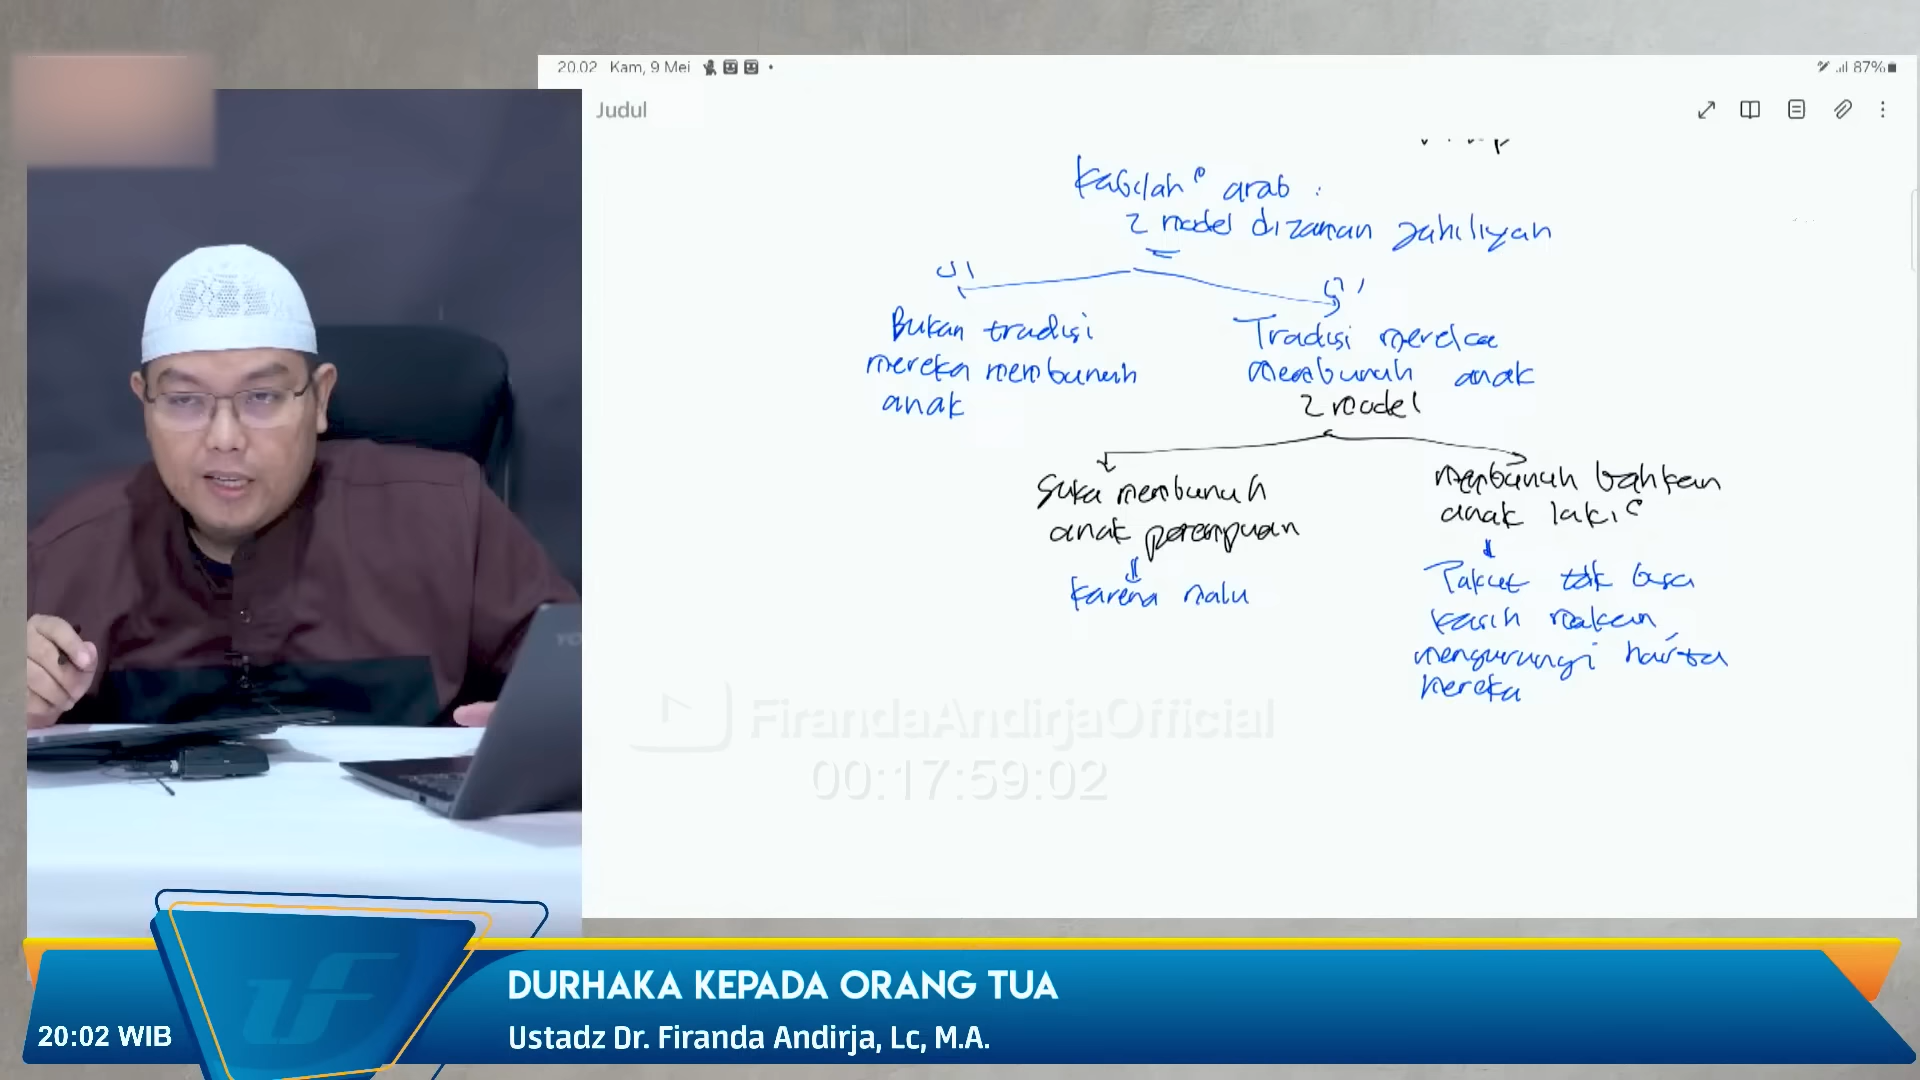 20.02 Kam, 9 Mei
87%
Judul
Kabilah² arab :
2 model dizaman Jahiliyah
Bukan tradisi
mereka membunuh
anak
Tradisi mereka
membunuh anak
2 model
Suka membunuh
anak perempuan
Karena malu
membunuh bahkan
anak laki²
Takut tdk bisa
kasih makan,
mengurangi harta
mereka
FirandaAndirjaOfficial
00:17:59:02
DURHAKA KEPADA ORANG TUA
20:02 WIB
Ustadz Dr. Firanda Andirja, Lc, M.A.